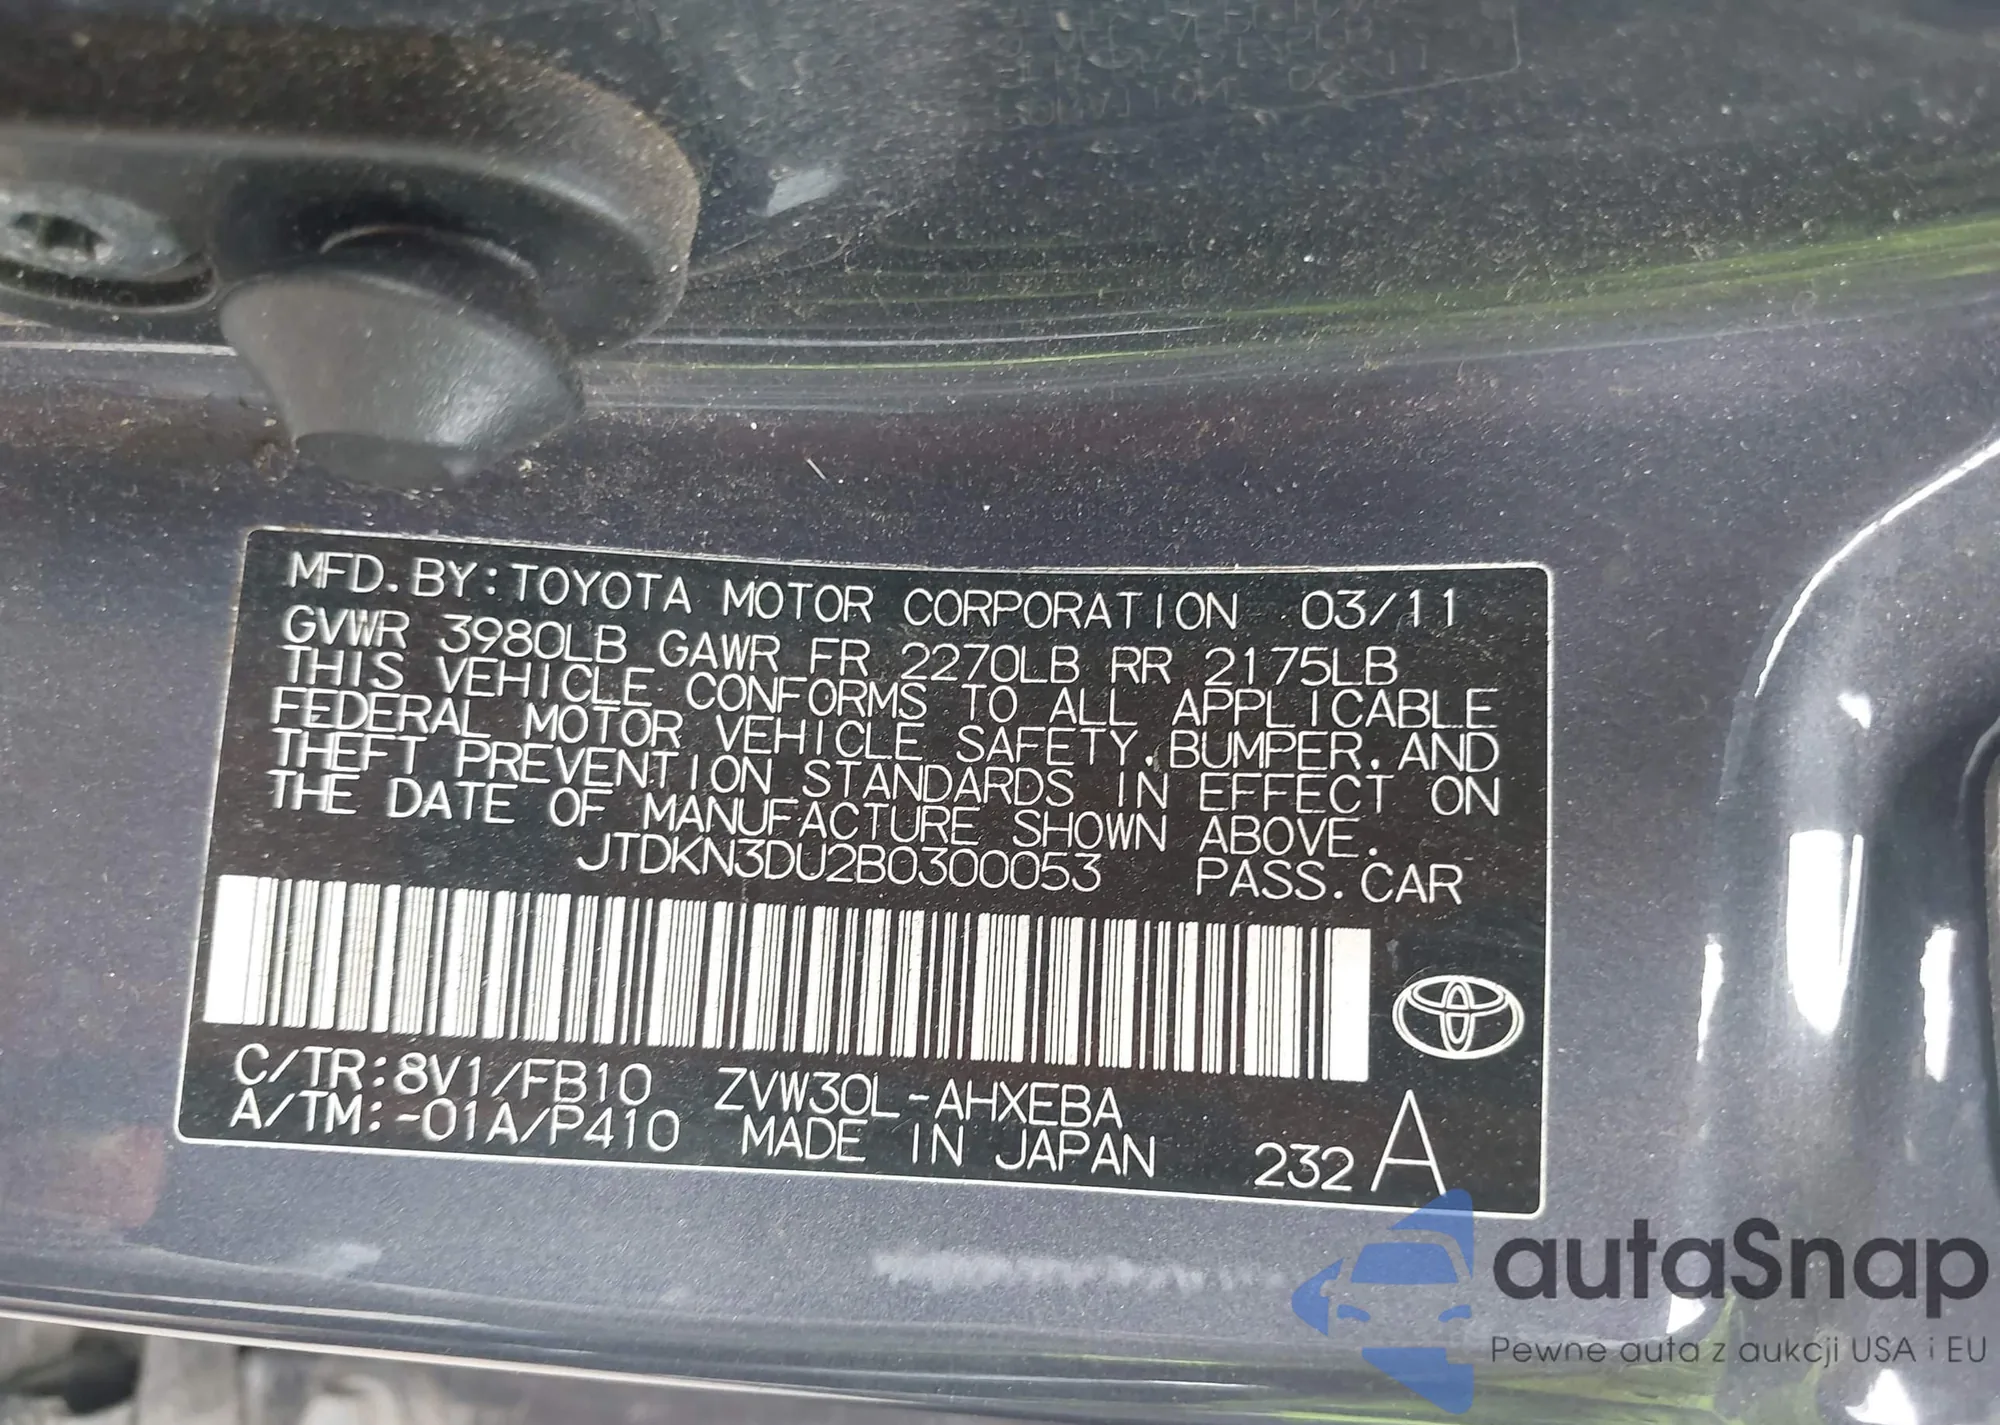 MFD.BY:TOYOTA MOTOR CORPORATION 03/11
GVWR 3980LB GAWR FR 2270LB RR 2175LB
THIS VEHICLE CONFORMS TO ALL APPLICABLE
FEDERAL MOTOR VEHICLE SAFETY,BUMPER,AND
THEFT PREVENTION STANDARDS IN EFFECT ON
THE DATE OF MANUFACTURE SHOWN ABOVE.
JTDKN3DU2B0300053 PASS.CAR
C/TR:8V1/FB10 ZVW30L-AHXEBA
A/TM:-01A/P410 MADE IN JAPAN 232 A
autaSnap
Pewne auta z aukcji USA i EU